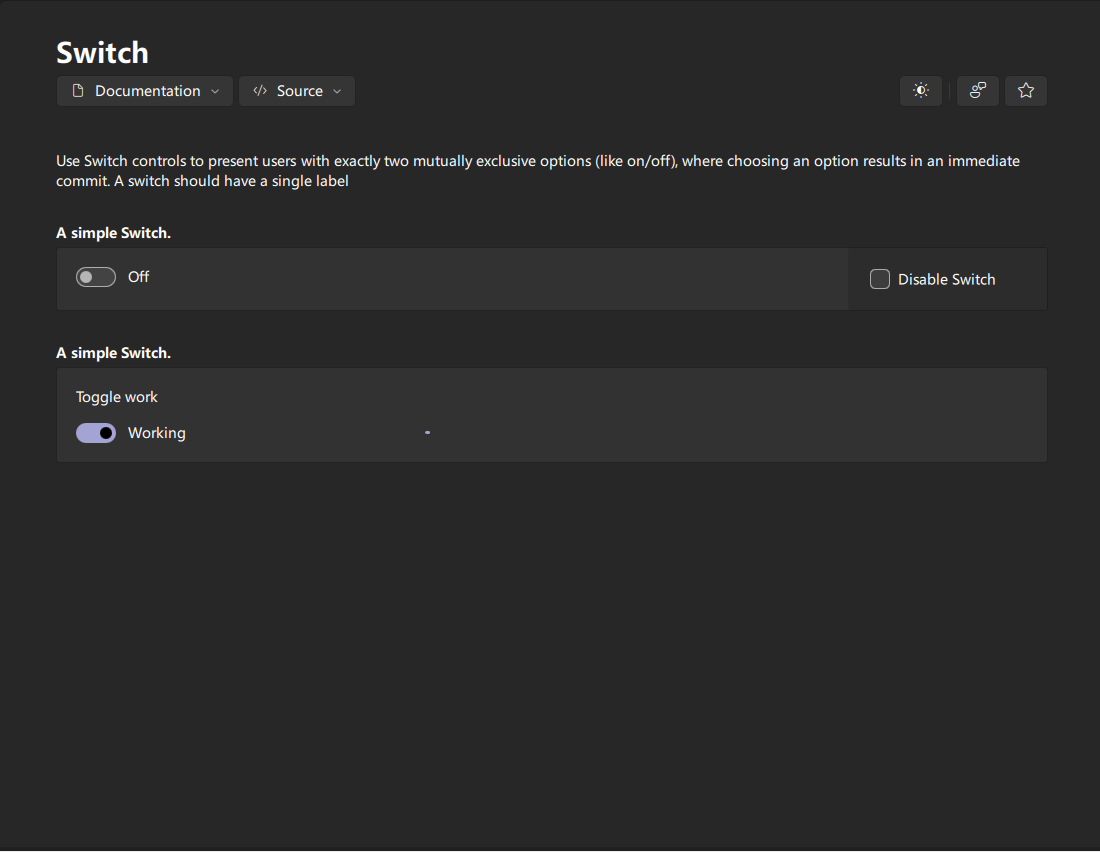 Switch
Documentation
Source
Use Switch controls to present users with exactly two mutually exclusive options (like on/off), where choosing an option results in an immediate
commit. A switch should have a single label
A simple Switch.
Off
Disable Switch
A simple Switch.
Toggle work
Working